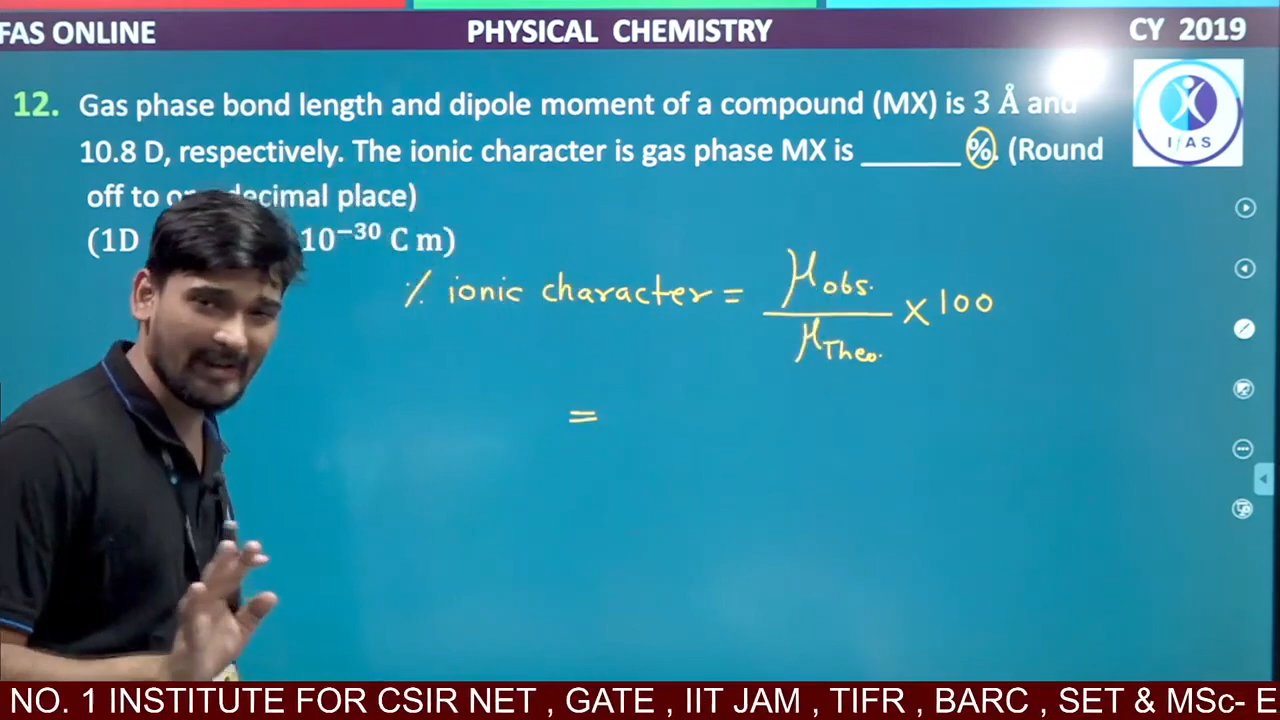 FAS ONLINE
PHYSICAL CHEMISTRY
CY 2019
12. Gas phase bond length and dipole moment of a compound (MX) is 3 Å and
10.8 D, respectively. The ionic character is gas phase MX is ______ %. (Round
off to decimal place)
(1D 10⁻³⁰ C m)
IFAS
% ionic character = μobs. / μTheo. × 100
=
NO. 1 INSTITUTE FOR CSIR NET , GATE , IIT JAM , TIFR , BARC , SET & MSc- E